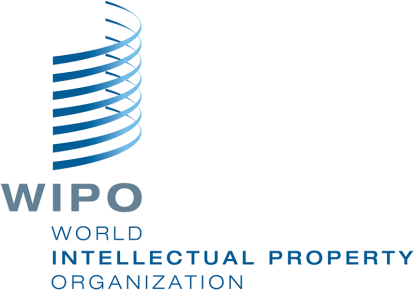 WIPO
WORLD
INTELLECTUAL PROPERTY
ORGANIZATION